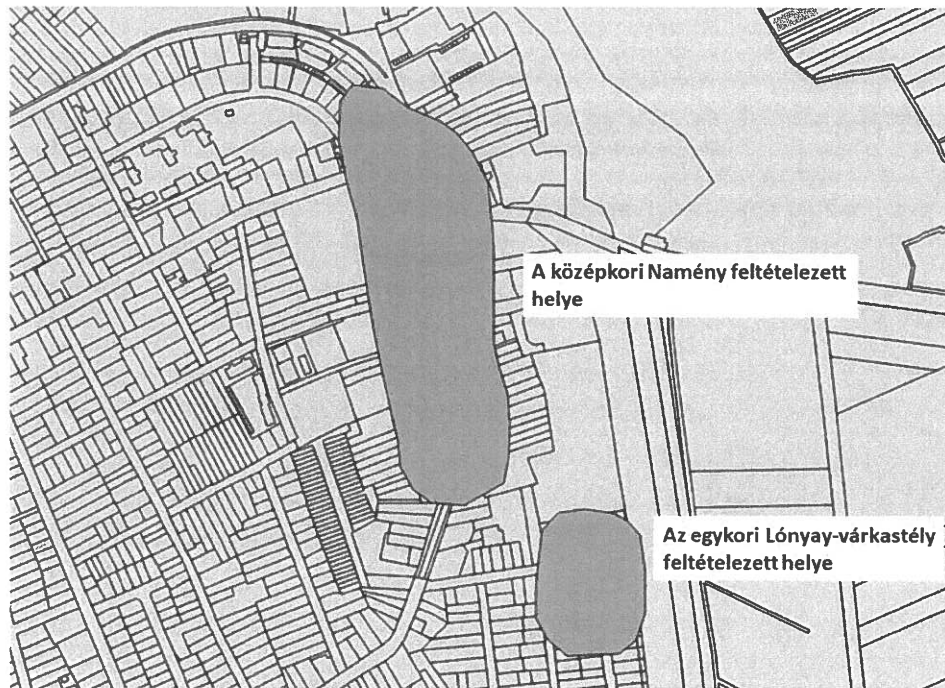 A középkori Namény feltételezett
helye
Az egykori Lónyay-várkastély
feltételezett helye